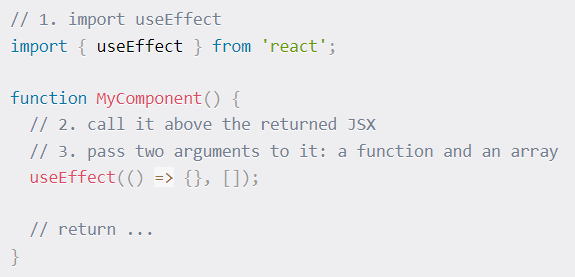 // 1. import useEffect
import { useEffect } from 'react';
function MyComponent() {
// 2. call it above the returned JSX
// 3. pass two arguments to it: a function and an array
useEffect(() => {}, []);
// return ...
}